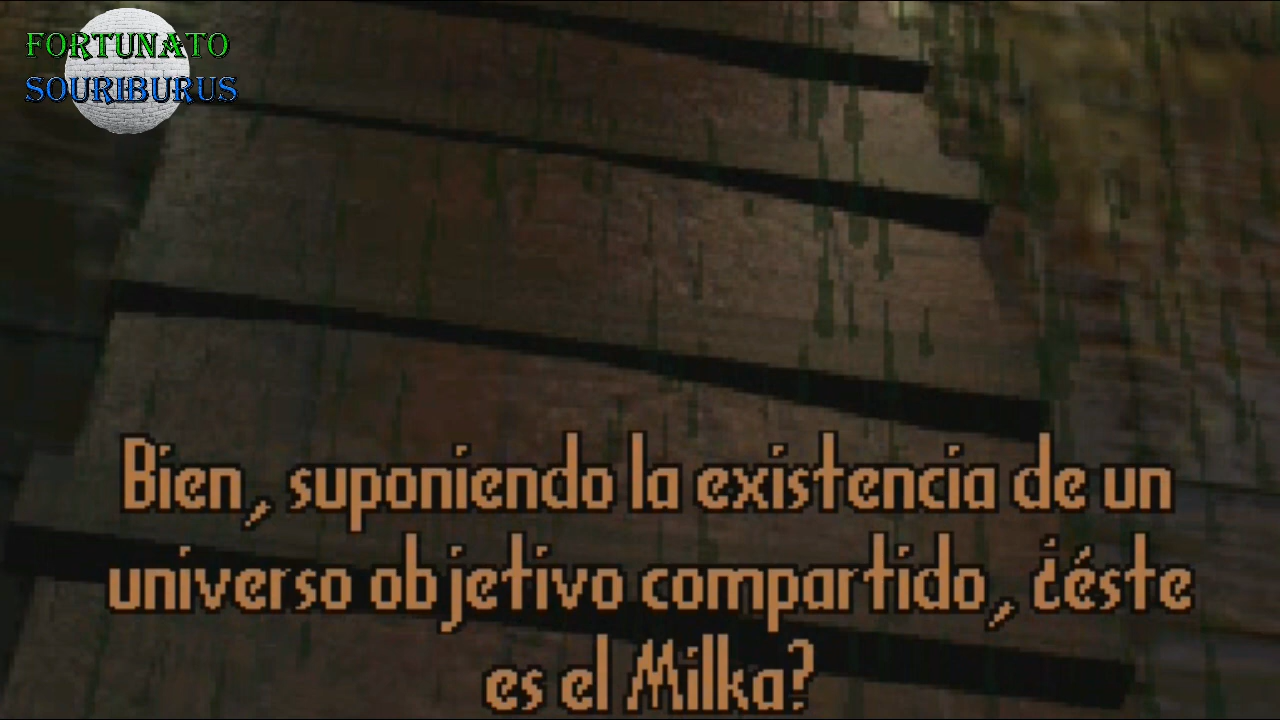 FORTUNATO
SOURIBURUS
Bien, suponiendo la existencia de un
universo objetivo compartido, ¿éste
es el Milka?